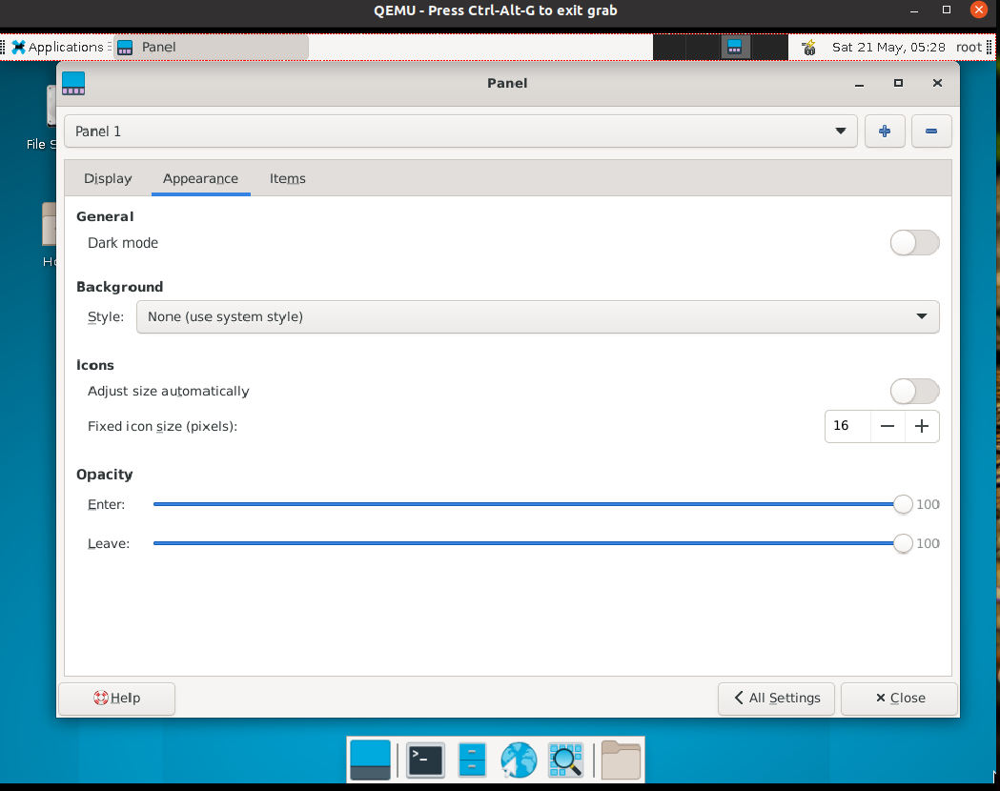 QEMU - Press Ctrl-Alt-G to exit grab
Applications Panel Sat 21 May, 05:28 root
Panel
Panel 1
File S
Display Appearance Items
General
Dark mode
Ho
Background
Style: None (use system style)
Icons
Adjust size automatically
Fixed icon size (pixels): 16
Opacity
Enter: 100
Leave: 100
Help All Settings Close